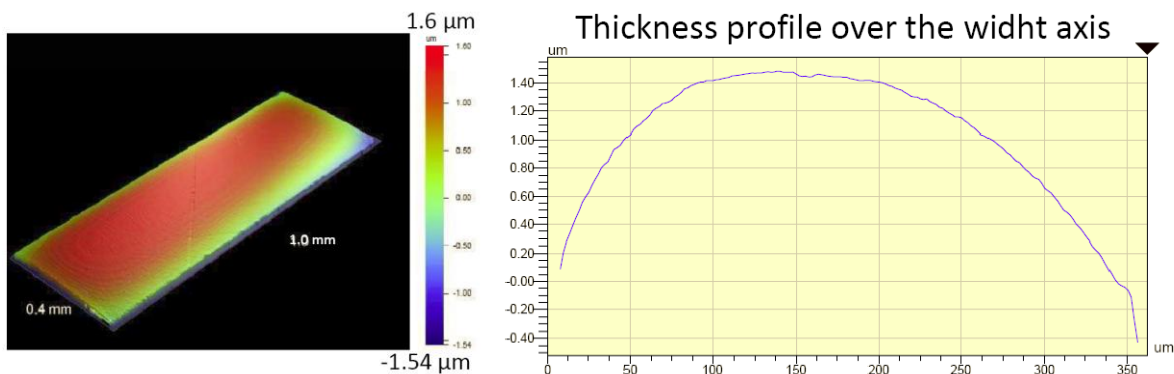 1.6 µm
um
1.60
1.00
0.50
0.00
-0.50
-1.00
-1.54
-1.54 µm
1.0 mm
0.4 mm
Thickness profile over the widht axis
um
1.40
1.20
1.00
0.80
0.60
0.40
0.20
-0.00
-0.20
-0.40
0 50 100 150 200 250 300 350
um